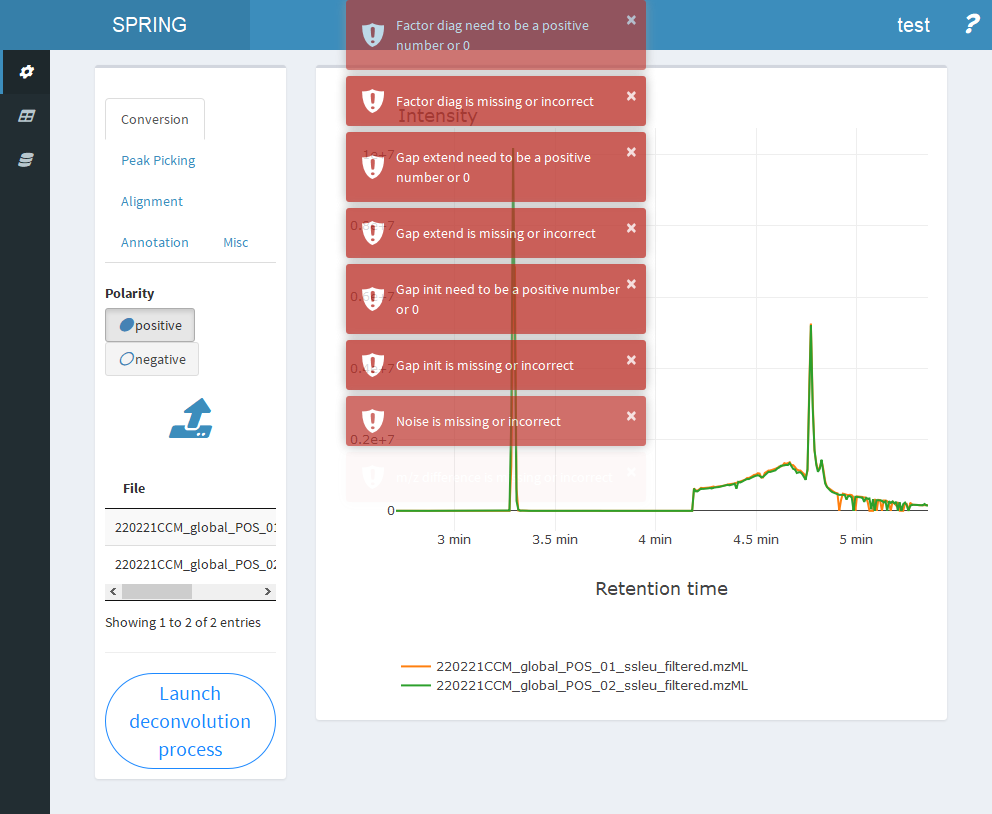 SPRING
test
?
Conversion
Peak Picking
Alignment
Annotation
Misc
Polarity
positive
negative
File
220221CCM_global_POS_01
220221CCM_global_POS_02
Showing 1 to 2 of 2 entries
Launch
deconvolution
process
Factor diag need to be a positive
number or 0
×
Factor diag is missing or incorrect
×
Gap extend need to be a positive
number or 0
×
Gap extend is missing or incorrect
×
Gap init need to be a positive number
or 0
×
Gap init is missing or incorrect
×
Noise is missing or incorrect
×
m/z difference is missing or incorrect
Intensity
1e+7
0.8e+7
0.6e+7
0.4e+7
0.2e+7
0
3 min
3.5 min
4 min
4.5 min
5 min
Retention time
220221CCM_global_POS_01_ssleu_filtered.mzML
220221CCM_global_POS_02_ssleu_filtered.mzML